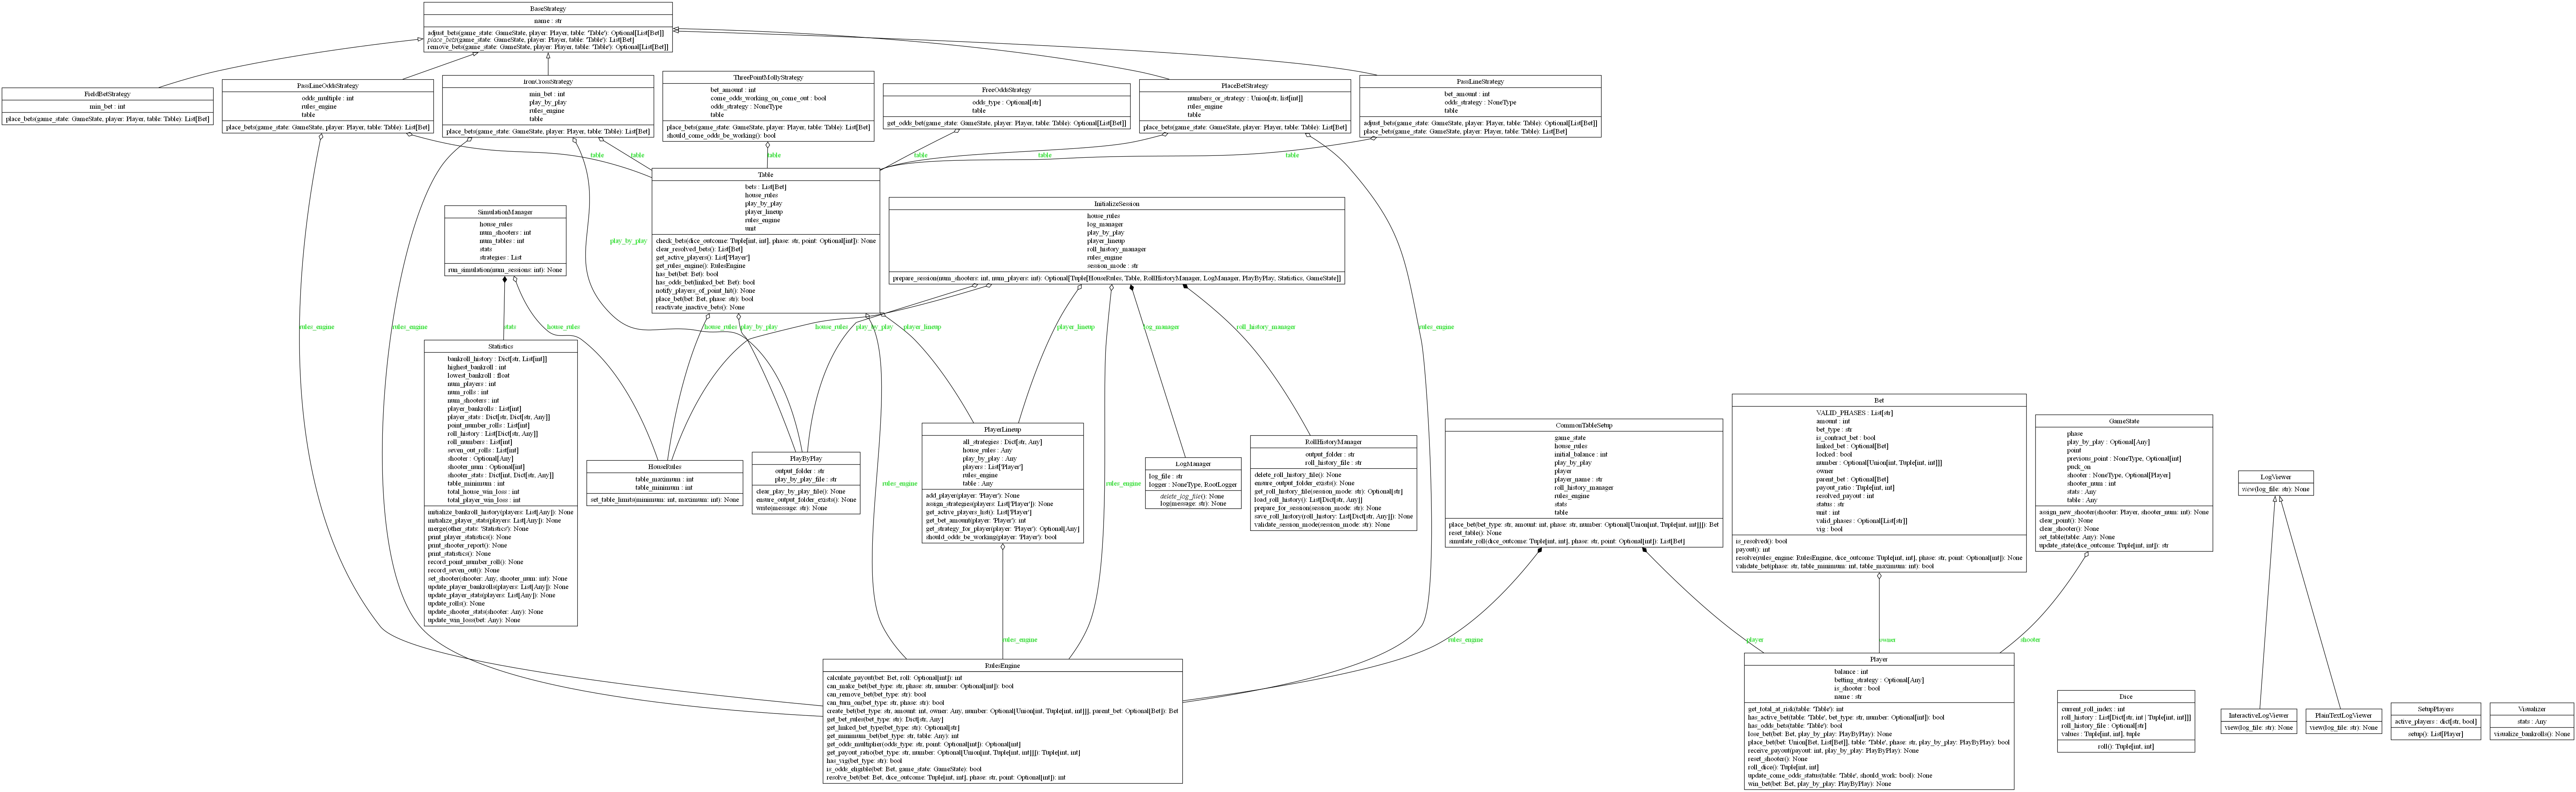 BaseStrategy
name : str
adjust_bets(game_state: GameState, player: Player, table: 'Table'): Optional[List[Bet]]
place_bets(game_state: GameState, player: Player, table: 'Table'): List[Bet]
remove_bets(game_state: GameState, player: Player, table: 'Table'): Optional[List[Bet]]
FieldBetStrategy
min_bet : int
place_bets(game_state: GameState, player: Player, table: Table): List[Bet]
PassLineOddsStrategy
odds_multiple : int
rules_engine
table
place_bets(game_state: GameState, player: Player, table: Table): List[Bet]
IronCrossStrategy
min_bet : int
play_by_play
rules_engine
table
place_bets(game_state: GameState, player: Player, table: Table): List[Bet]
ThreePointMollyStrategy
bet_amount : int
come_odds_working_on_come_out : bool
odds_strategy : NoneType
place_bets(game_state: GameState, player: Player, table: Table): List[Bet]
should_come_odds_be_working(): bool
FreeOddsStrategy
odds_type : Optional[str]
table
get_odds_bet(game_state: GameState, player: Player, table: Table): Optional[List[Bet]]
PlaceBetStrategy
numbers_or_strategy : Union[str, list[int]]
rules_engine
table
place_bets(game_state: GameState, player: Player, table: Table): List[Bet]
PassLineStrategy
bet_amount : int
odds_strategy : NoneType
table
adjust_bets(game_state: GameState, player: Player, table: Table): Optional[List[Bet]]
place_bets(game_state: GameState, player: Player, table: Table): List[Bet]
table
table
table
table
table
table
Table
bets : List[Bet]
house_rules
play_by_play
player_lineup
rules_engine
unit
check_bets(dice_outcome: Tuple[int, int], phase: str, point: Optional[int]): None
clear_resolved_bets(): List[Bet]
get_active_players(): List['Player']
get_rules_engine(): RulesEngine
has_bet(bet: Bet): bool
has_odds_bet(linked_bet: Bet): bool
notify_players_of_point_hit(): None
place_bet(bet: Bet, phase: str): bool
reactivate_inactive_bets(): None
SimulationManager
house_rules
num_shooters : int
num_tables : int
stats
strategies : List
run_simulation(num_sessions: int): None
InitializeSession
house_rules
log_manager
play_by_play
player_lineup
roll_history_manager
rules_engine
session_mode : str
prepare_session(num_shooters: int, num_players: int): Optional[Tuple[HouseRules, Table, RollHistoryManager, LogManager, PlayByPlay, Statistics, GameState]]
play_by_play
rules_engine
rules_engine
stats
house_rules
house_rules
play_by_play
house_rules
play_by_play
player_lineup
player_lineup
log_manager
roll_history_manager
rules_engine
Statistics
bankroll_history : Dict[str, List[int]]
highest_bankroll : int
lowest_bankroll : float
num_players : int
num_rolls : int
num_shooters : int
player_bankrolls : List[int]
player_stats : Dict[str, Dict[str, Any]]
point_number_rolls : List[int]
roll_history : List[Dict[str, Any]]
roll_numbers : List[int]
seven_out_rolls : List[int]
shooter : Optional[Any]
shooter_num : Optional[int]
shooter_stats : Dict[int, Dict[str, Any]]
table_minimum : int
total_house_win_loss : int
total_player_win_loss : int
initialize_bankroll_history(players: List[Any]): None
initialize_player_stats(players: List[Any]): None
merge(other_stats: 'Statistics'): None
print_player_statistics(): None
print_shooter_report(): None
print_statistics(): None
record_point_number_roll(): None
record_seven_out(): None
set_shooter(shooter: Any, shooter_num: int): None
update_player_bankrolls(players: List[Any]): None
update_player_stats(players: List[Any]): None
update_rolls(): None
update_shooter_stats(shooter: Any): None
update_win_loss(bet: Any): None
HouseRules
table_maximum : int
table_minimum : int
set_table_limits(minimum: int, maximum: int): None
PlayByPlay
output_folder : str
play_by_play_file : str
clear_play_by_play_file(): None
ensure_output_folder_exists(): None
write(message: str): None
rules_engine
PlayerLineup
all_strategies : Dict[str, Any]
house_rules : Any
play_by_play : Any
players : List['Player']
rules_engine
table : Any
add_player(player: 'Player'): None
assign_strategies(players: List['Player']): None
get_active_players_list(): List['Player']
get_bet_amount(player: 'Player'): int
get_strategy_for_player(player: 'Player'): Optional[Any]
should_odds_be_working(player: 'Player'): bool
rules_engine
LogManager
log_file : str
logger : NoneType, RootLogger
delete_log_file(): None
log(message: str): None
RollHistoryManager
output_folder : str
roll_history_file : str
delete_roll_history_file(): None
ensure_output_folder_exists(): None
get_roll_history_file(session_mode: str): Optional[str]
load_roll_history(): List[Dict[str, Any]]
prepare_for_session(session_mode: str): None
save_roll_history(roll_history: List[Dict[str, Any]]): None
validate_session_mode(session_mode: str): None
CommonTableSetup
game_state
house_rules
initial_balance : int
play_by_play
player
player_name : str
roll_history_manager
rules_engine
stats
table
place_bet(bet_type: str, amount: int, phase: str, number: Optional[Union[int, Tuple[int, int]]]): Bet
reset_table(): None
simulate_roll(dice_outcome: Tuple[int, int], phase: str, point: Optional[int]): List[Bet]
Bet
VALID_PHASES : List[str]
amount : int
bet_type : str
is_contract_bet : bool
linked_bet : Optional[Bet]
locked : bool
number : Optional[Union[int, Tuple[int, int]]]
owner
parent_bet : Optional[Bet]
payout_ratio : Tuple[int, int]
resolved_payout : int
status : str
unit : int
valid_phases : Optional[List[str]]
vig : bool
is_resolved(): bool
payout(): int
resolve(rules_engine: RulesEngine, dice_outcome: Tuple[int, int], phase: str, point: Optional[int]): None
validate_bet(phase: str, table_minimum: int, table_maximum: int): bool
GameState
phase
play_by_play : Optional[Any]
point
previous_point : NoneType, Optional[int]
puck_on
shooter : NoneType, Optional[Player]
shooter_num : int
stats : Any
table : Any
assign_new_shooter(shooter: Player, shooter_num: int): None
clear_point(): None
clear_shooter(): None
set_table(table: Any): None
update_state(dice_outcome: Tuple[int, int]): str
LogViewer
view(log_file: str): None
rules_engine
rules_engine
player
owner
shooter
RulesEngine
calculate_payout(bet: Bet, roll: Optional[int]): int
can_make_bet(bet_type: str, phase: str, number: Optional[int]): bool
can_remove_bet(bet_type: str): bool
can_turn_on(bet_type: str, phase: str): bool
create_bet(bet_type: str, amount: int, owner: Any, number: Optional[Union[int, Tuple[int, int]]], parent_bet: Optional[Bet]): Bet
get_bet_rules(bet_type: str): Dict[str, Any]
get_linked_bet_type(bet_type: str): Optional[str]
get_minimum_bet(bet_type: str, table: Any): int
get_odds_multiplier(odds_type: str, point: Optional[int]): Optional[int]
get_payout_ratio(bet_type: str, number: Optional[Union[int, Tuple[int, int]]]): Tuple[int, int]
has_vig(bet_type: str): bool
is_odds_eligible(bet: Bet, game_state: GameState): bool
resolve_bet(bet: Bet, dice_outcome: Tuple[int, int], phase: str, point: Optional[int]): int
Player
balance : int
betting_strategy : Optional[Any]
is_shooter : bool
name : str
get_total_at_risk(table: 'Table'): int
has_active_bet(table: 'Table', bet_type: str, number: Optional[int]): bool
has_odds_bets(table: 'Table'): bool
lose_bet(bet: Bet, play_by_play: PlayByPlay): None
place_bet(bet: Union[Bet, List[Bet]], table: 'Table', phase: str, play_by_play: PlayByPlay): bool
receive_payout(payout: int, play_by_play: PlayByPlay): None
reset_shooter(): None
roll_dice(): Tuple[int, int]
update_come_odds_status(table: 'Table', should_work: bool): None
win_bet(bet: Bet, play_by_play: PlayByPlay): None
Dice
current_roll_index : int
roll_history : List[Dict[str, int | Tuple[int, int]]]
roll_history_file : Optional[str]
values : Tuple[int, int], tuple
roll(): Tuple[int, int]
InteractiveLogViewer
view(log_file: str): None
PlainTextLogViewer
view(log_file: str): None
SetupPlayers
active_players : dict[str, bool]
setup(): List[Player]
Visualizer
stats : Any
visualize_bankrolls(): None